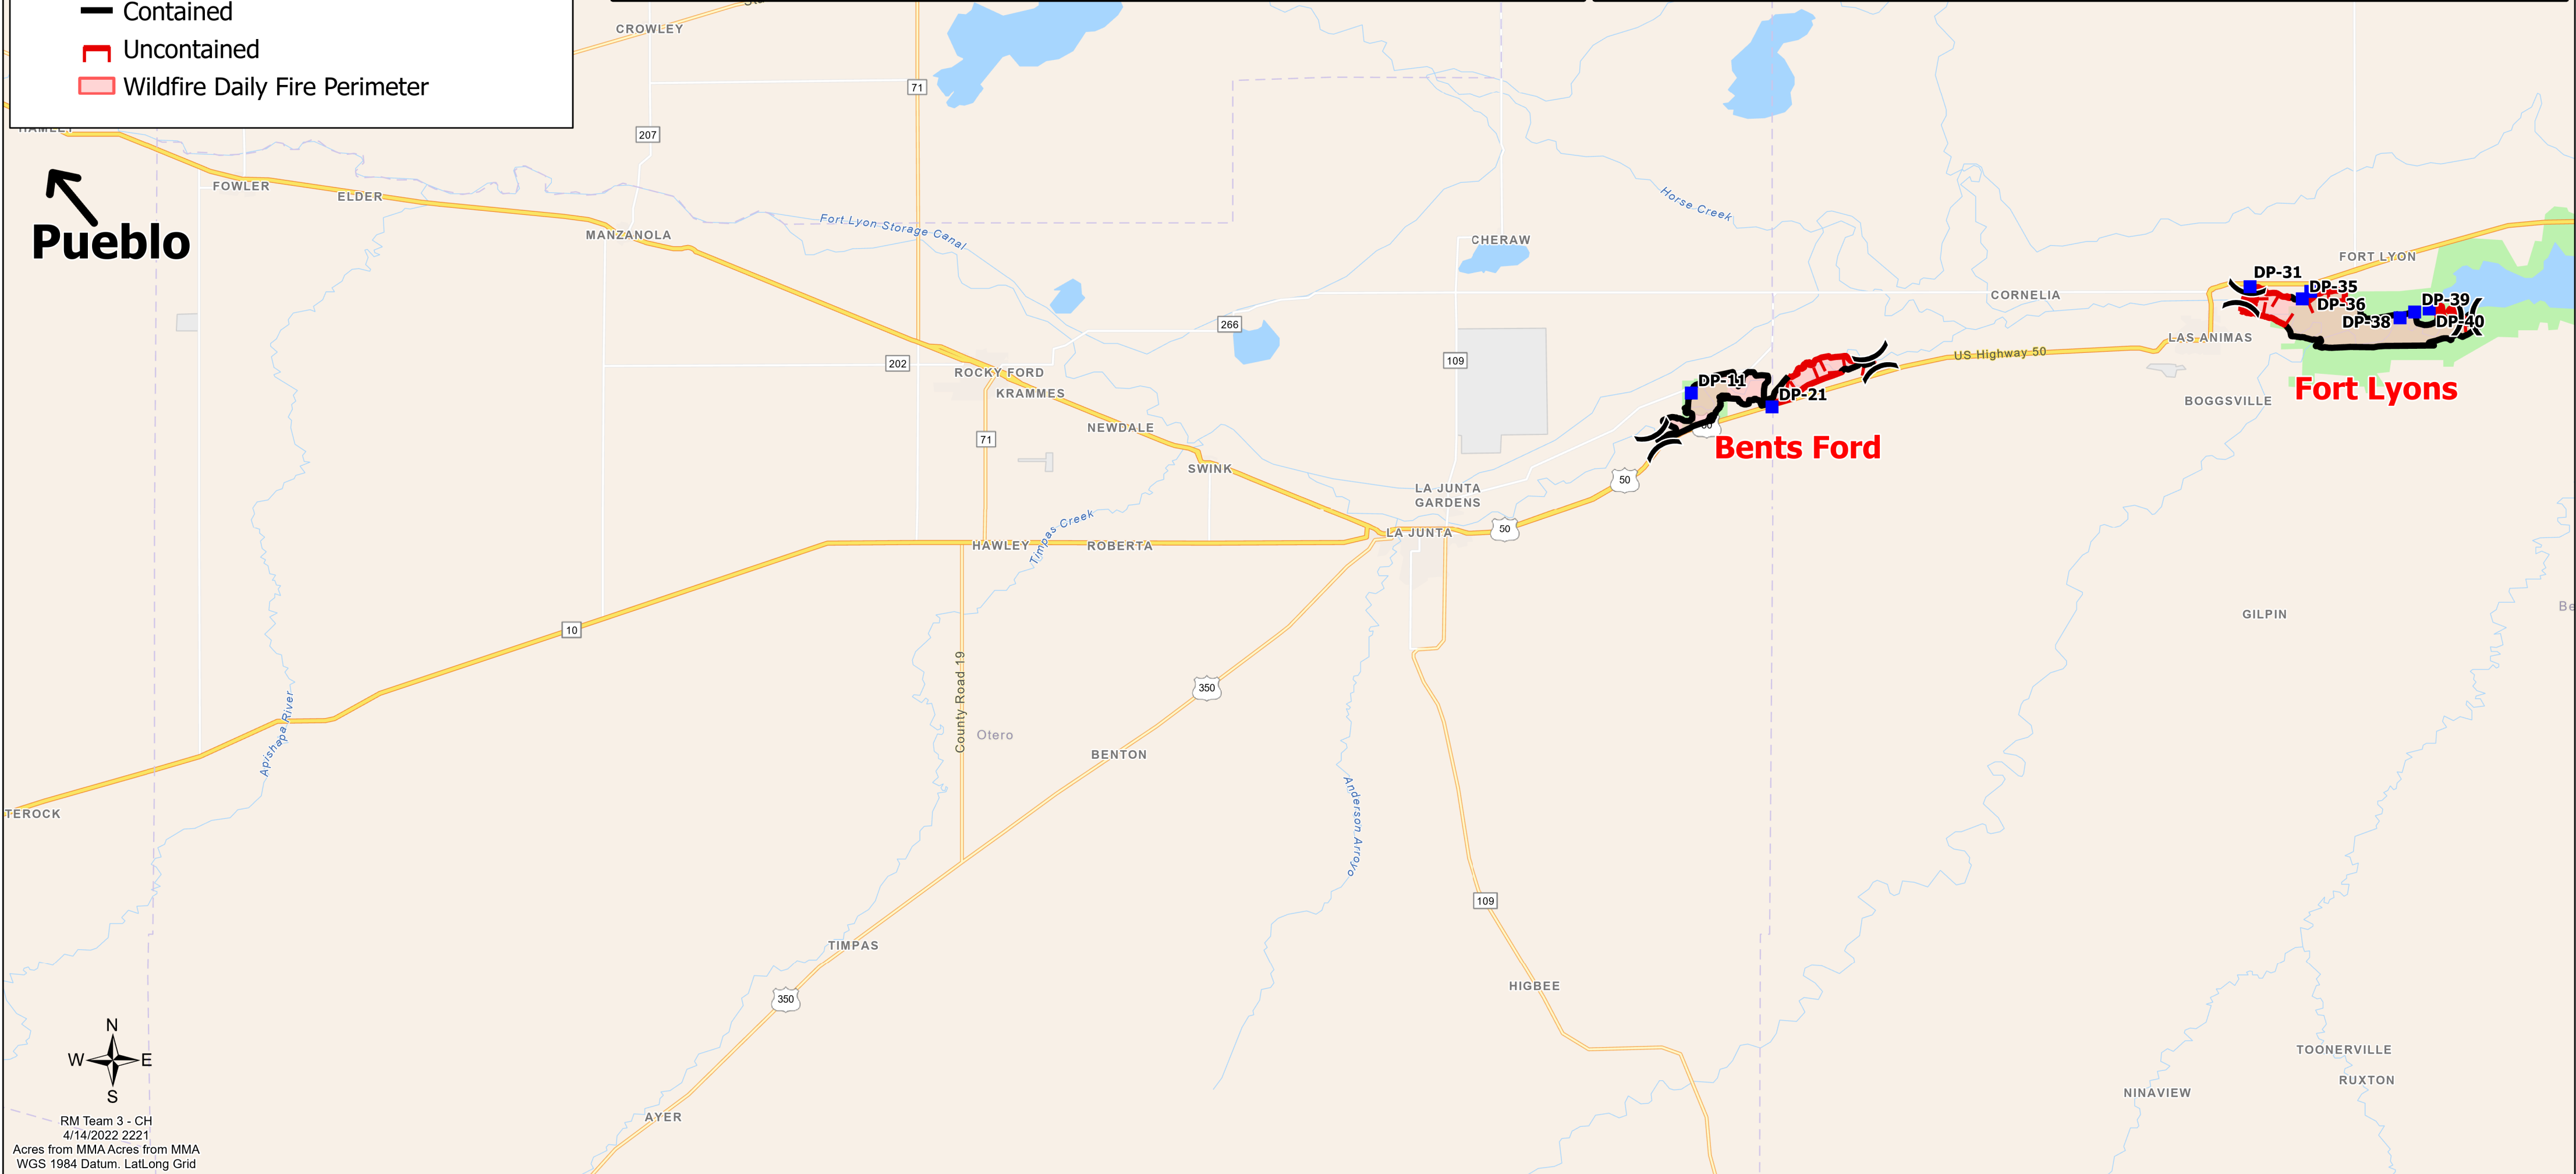 Contained
Uncontained
Wildfire Daily Fire Perimeter
CROWLEY
71
207
HAMLET
FOWLER
ELDER
Pueblo
MANZANOLA
Fort Lyon Storage Canal
Horse Creek
CHERAW
266
109
202
ROCKY FORD
KRAMMES
71
NEWDALE
SWINK
LA JUNTA
GARDENS
LA JUNTA
50
50
CORNELIA
FORT LYON
DP-31
DP-35
DP-36
DP-39
DP-38
DP-40
LAS ANIMAS
US Highway 50
DP-11
DP-21
Fort Lyons
BOGGSVILLE
Bents Ford
Timpas Creek
HAWLEY
ROBERTA
10
GILPIN
Be
County Road 19
350
Otero
BENTON
Apishapa River
TEROCK
Anderson Arroyo
109
TIMPAS
350
HIGBEE
TOONERVILLE
RUXTON
NINAVIEW
AYER
N
W
E
S
RM Team 3 - CH
4/14/2022 2221
Acres from MMA Acres from MMA
WGS 1984 Datum. LatLong Grid